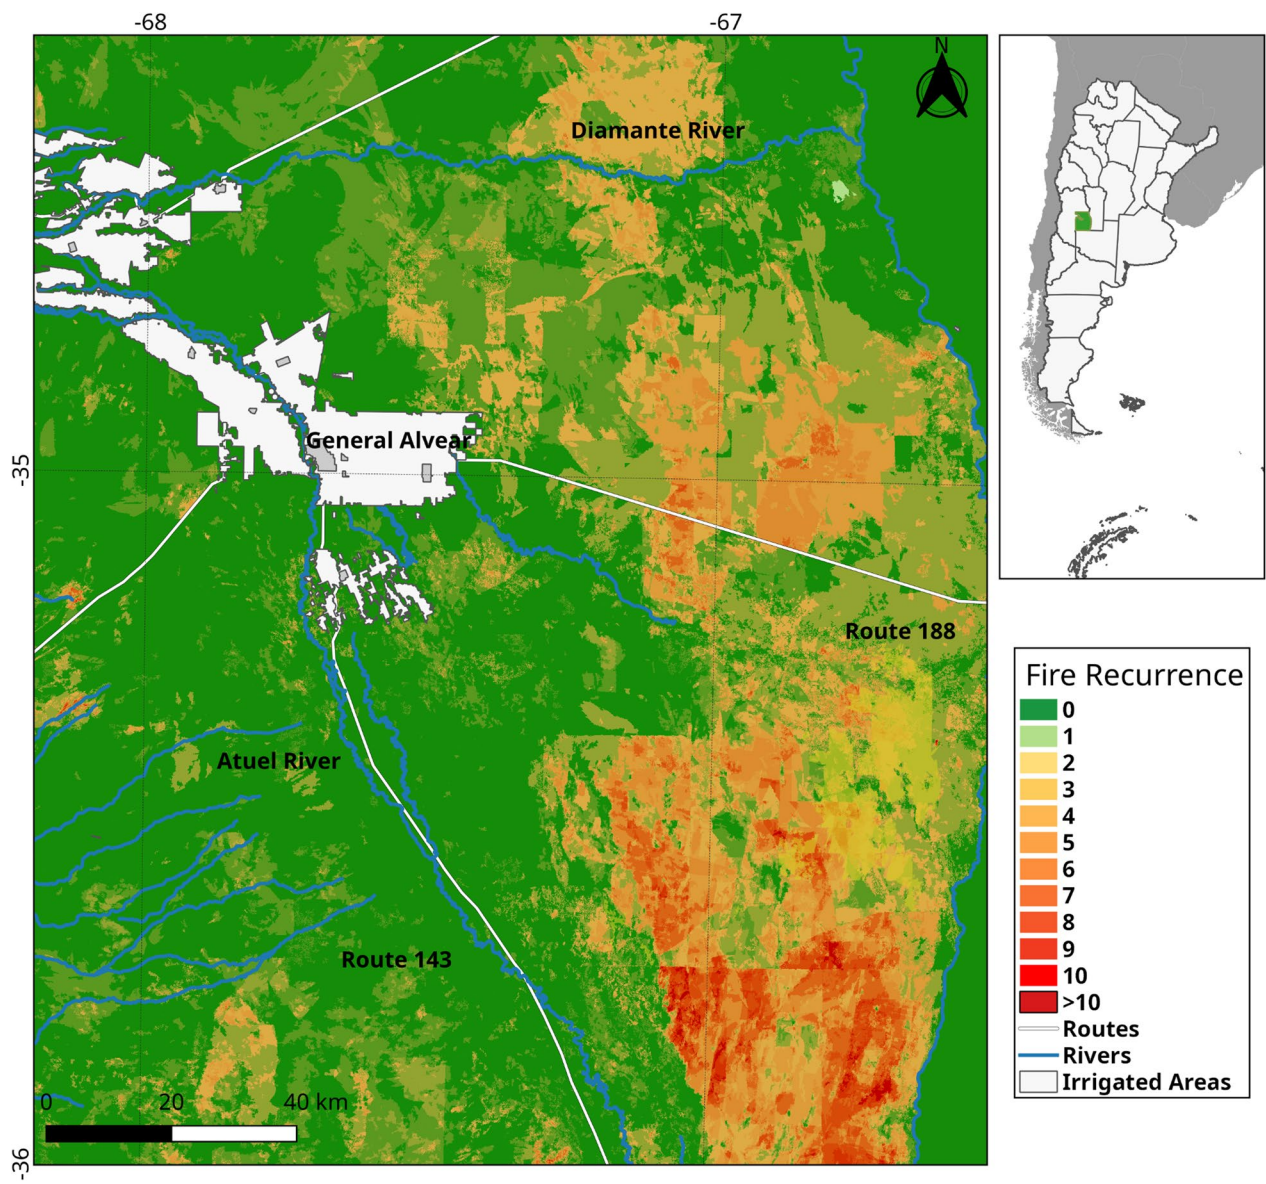 -68
-67
N
Diamante River
General Alvear
-35
Route 188
Atuel River
Route 143
0
20
40 km
-36
Fire Recurrence
0
1
2
3
4
5
6
7
8
9
10
>10
Routes
Rivers
Irrigated Areas